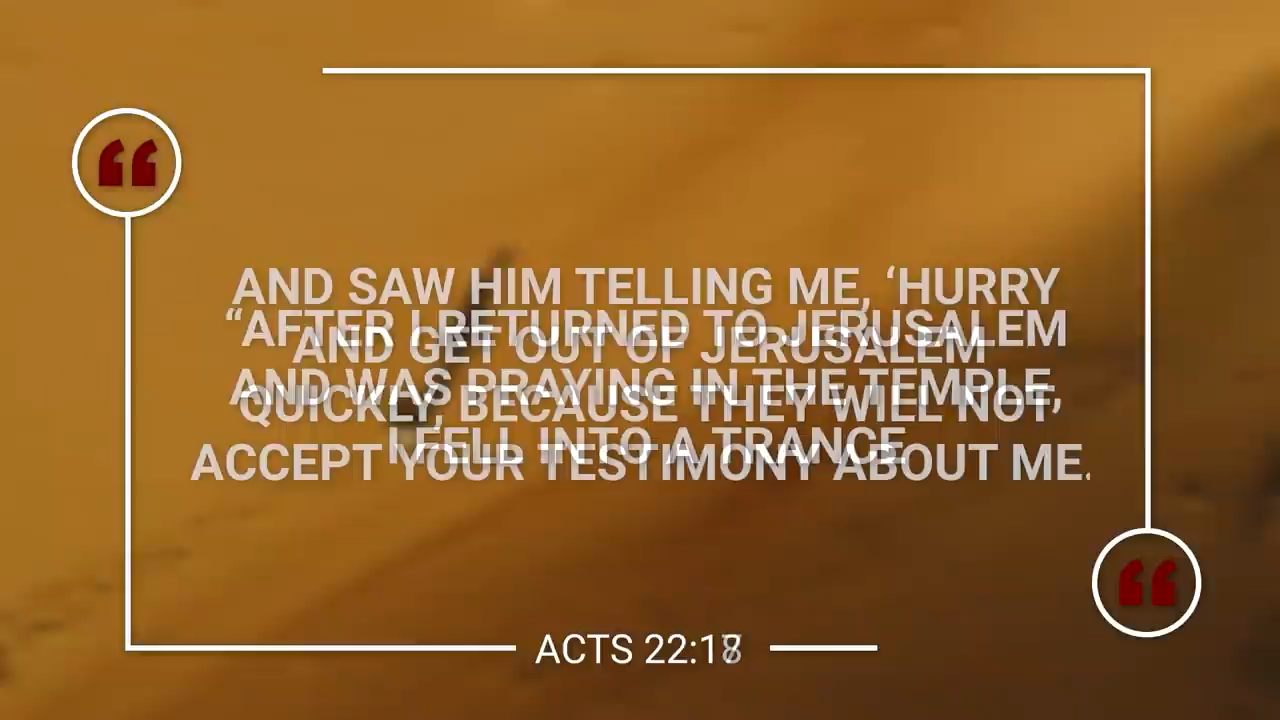 “AFTER I RETURNED TO JERUSALEM
AND WAS PRAYING IN THE TEMPLE,
I FELL INTO A TRANCE
AND SAW HIM TELLING ME, ‘HURRY
AND GET OUT OF JERUSALEM
QUICKLY, BECAUSE THEY WILL NOT
ACCEPT YOUR TESTIMONY ABOUT ME.
ACTS 22:18